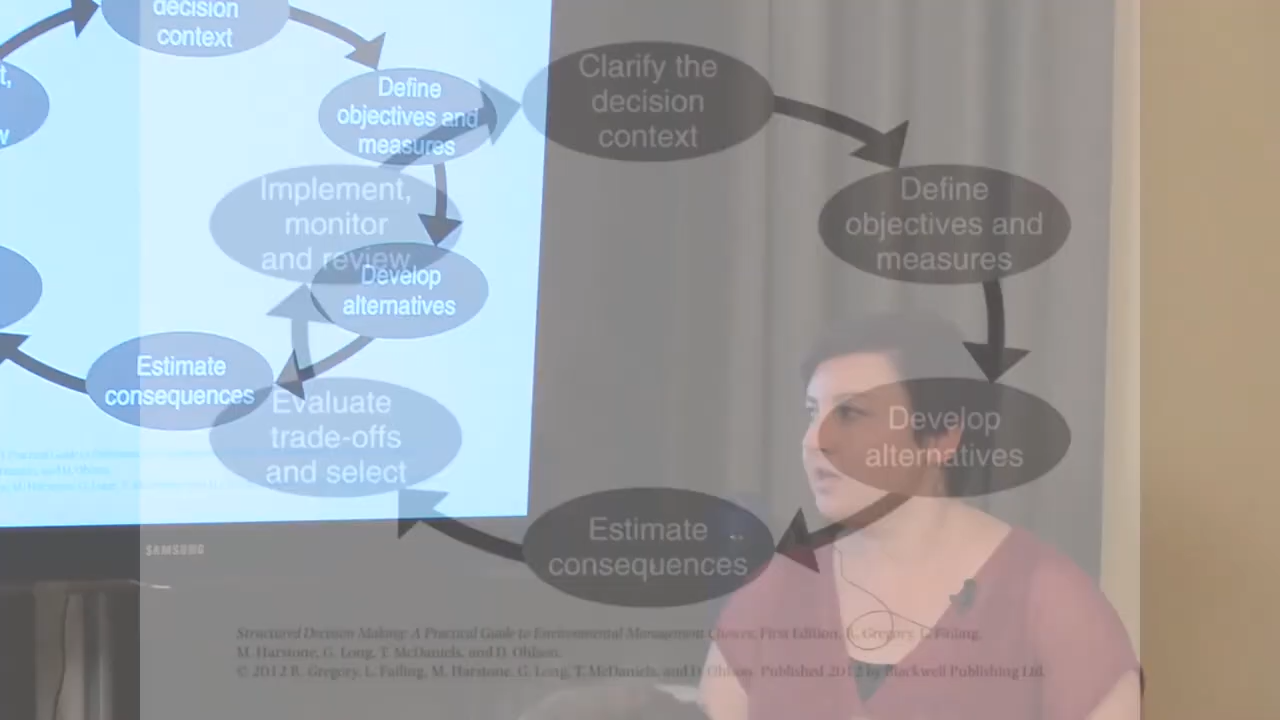 decision
context
t,
w
Define
objectives and
measures
Develop
alternatives
Estimate
consequences
SAMSUNG
Clarify the
decision
context
Define
objectives and
measures
Develop
alternatives
Estimate
consequences
Evaluate
trade-offs
and select
Implement,
monitor
and review
Structured Decision Making: A Practical Guide to Environmental Management Choices, First Edition. R. Gregory, L. Failing,
M. Harstone, G. Long, T. McDaniels, and D. Ohlson.
© 2012 R. Gregory, L. Failing, M. Harstone, G. Long, T. McDaniels, and D. Ohlson. Published 2012 by Blackwell Publishing Ltd.